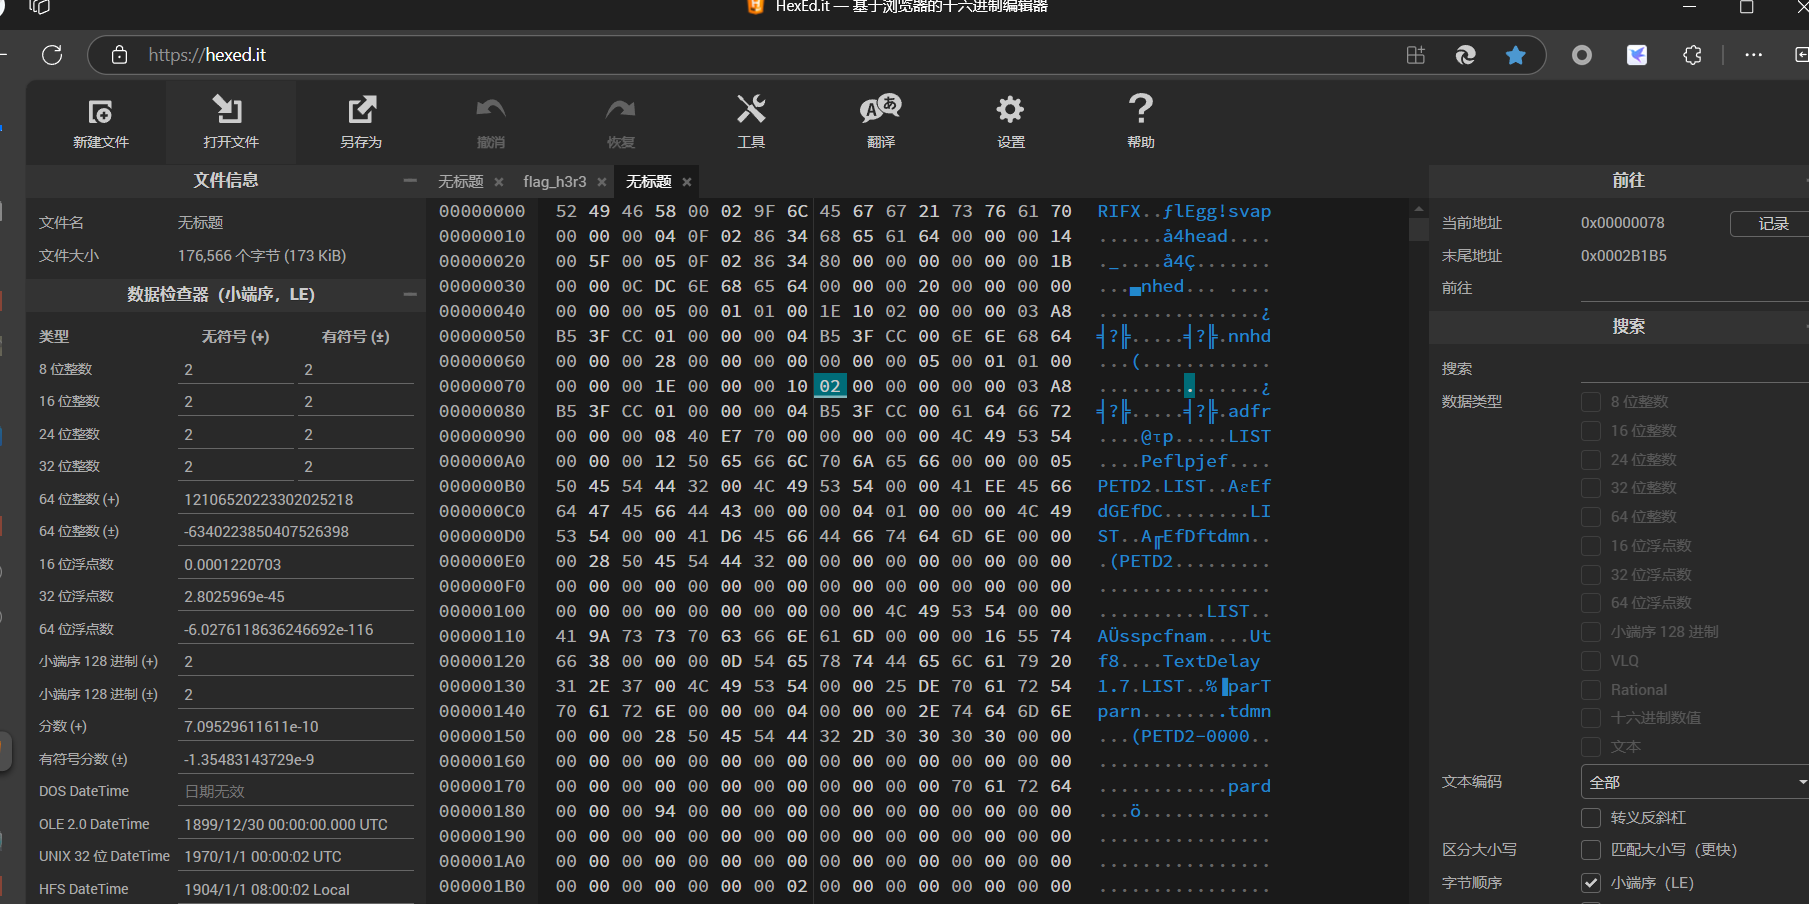 HexEd.it — 基于浏览器的十六进制编辑器
https://hexed.it
新建文件 打开文件 另存为 撤消 恢复 工具 翻译 设置 帮助
文件信息
文件名 无标题
文件大小 176,566 个字节 (173 KiB)
数据检查器（小端序，LE)
类型 无符号 (+) 有符号 (±)
8 位整数 2 2
16 位整数 2 2
24 位整数 2 2
32 位整数 2 2
64 位整数 (+) 12106520223302025218
64 位整数 (±) -6340223850407526398
16 位浮点数 0.0001220703
32 位浮点数 2.8025969e-45
64 位浮点数 -6.0276118636246692e-116
小端序 128 进制 (+) 2
小端序 128 进制 (±) 2
分数 (+) 7.09529611611e-10
有符号分数 (±) -1.35483143729e-9
DOS DateTime 日期无效
OLE 2.0 DateTime 1899/12/30 00:00:00.000 UTC
UNIX 32 位 DateTime 1970/1/1 00:00:02 UTC
HFS DateTime 1904/1/1 08:00:02 Local
无标题 × flag_h3r3 × 无标题 ×
00000000 52 49 46 58 00 02 9F 6C 45 67 67 21 73 76 61 70 RIFX..ƒlEgg!svap
00000010 00 00 00 04 0F 02 86 34 68 65 61 64 00 00 00 14 ......å4head....
00000020 00 5F 00 05 0F 02 86 34 80 00 00 00 00 00 00 1B ._....å4Ç.......
00000030 00 00 0C DC 6E 68 65 64 00 00 00 20 00 00 00 00 ...▄nhed... ....
00000040 00 00 00 05 00 01 01 00 1E 10 02 00 00 00 03 A8 ...............¿
00000050 B5 3F CC 01 00 00 00 04 B5 3F CC 00 6E 6E 68 64 ╡?╠.....╡?╠.nnhd
00000060 00 00 00 28 00 00 00 00 00 00 00 05 00 01 01 00 ...(............
00000070 00 00 00 1E 00 00 00 10 02 00 00 00 00 00 03 A8 ...............¿
00000080 B5 3F CC 01 00 00 00 04 B5 3F CC 00 61 64 66 72 ╡?╠.....╡?╠.adfr
00000090 00 00 00 08 40 E7 70 00 00 00 00 00 4C 49 53 54 ....@τp.....LIST
000000A0 00 00 00 12 50 65 66 6C 70 6A 65 66 00 00 00 05 ....Peflpjef....
000000B0 50 45 54 44 32 00 4C 49 53 54 00 00 41 EE 45 66 PETD2.LIST..AεEf
000000C0 64 47 45 66 44 43 00 00 00 04 01 00 00 00 4C 49 dGEfDC........LI
000000D0 53 54 00 00 41 D6 45 66 44 66 74 64 6D 6E 00 00 ST..A╓EfDftdmn..
000000E0 00 28 50 45 54 44 32 00 00 00 00 00 00 00 00 00 .(PETD2.........
000000F0 00 00 00 00 00 00 00 00 00 00 00 00 00 00 00 00 ................
00000100 00 00 00 00 00 00 00 00 00 00 4C 49 53 54 00 00 ..........LIST..
00000110 41 9A 73 73 70 63 66 6E 61 6D 00 00 00 16 55 74 AÜsspcfnam....Ut
00000120 66 38 00 00 00 0D 54 65 78 74 44 65 6C 61 79 20 f8....TextDelay
00000130 31 2E 37 00 4C 49 53 54 00 00 25 DE 70 61 72 54 1.7.LIST..%▐parT
00000140 70 61 72 6E 00 00 00 04 00 00 00 2E 74 64 6D 6E parn........tdmn
00000150 00 00 00 28 50 45 54 44 32 2D 30 30 30 30 00 00 ...(PETD2-0000..
00000160 00 00 00 00 00 00 00 00 00 00 00 00 00 00 00 00 ................
00000170 00 00 00 00 00 00 00 00 00 00 00 00 70 61 72 64 ............pard
00000180 00 00 00 94 00 00 00 00 00 00 00 00 00 00 00 00 ...ö............
00000190 00 00 00 00 00 00 00 00 00 00 00 00 00 00 00 00 ................
000001A0 00 00 00 00 00 00 00 00 00 00 00 00 00 00 00 00 ................
000001B0 00 00 00 00 00 00 00 02 00 00 00 00 00 00 00 00 ................
前往
当前地址 0x00000078 记录
末尾地址 0x0002B1B5
前往
搜索
搜索
数据类型 8 位整数
16 位整数
24 位整数
32 位整数
64 位整数
16 位浮点数
32 位浮点数
64 位浮点数
小端序 128 进制
VLQ
Rational
十六进制数值
文本
文本编码 全部
转义反斜杠
区分大小写 匹配大小写（更快）
字节顺序 小端序（LE）